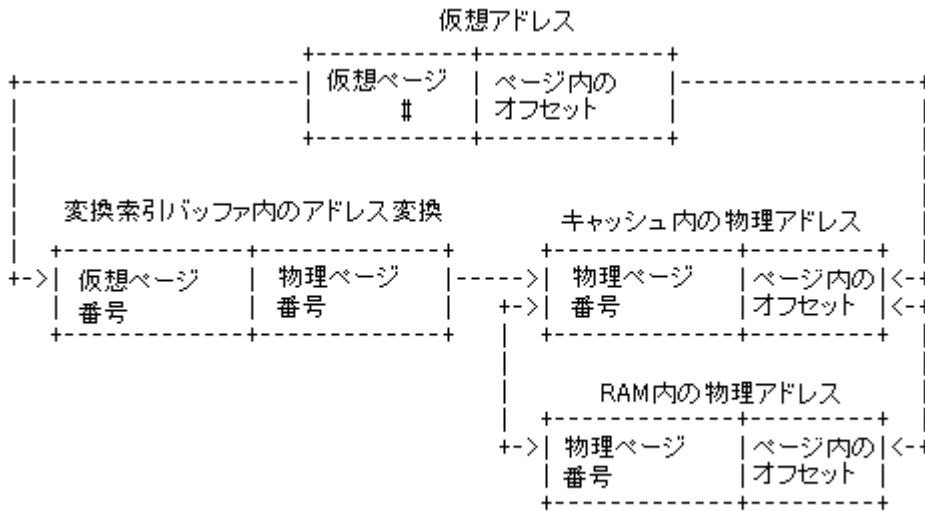 仮想アドレス
仮想ページ ページ内の
# オフセット
変換索引バッファ内のアドレス変換
キャッシュ内の物理アドレス
仮想ページ 物理ページ 物理ページ ページ内の
番号 番号 番号 オフセット
RAM内の物理アドレス
物理ページ ページ内の
番号 オフセット